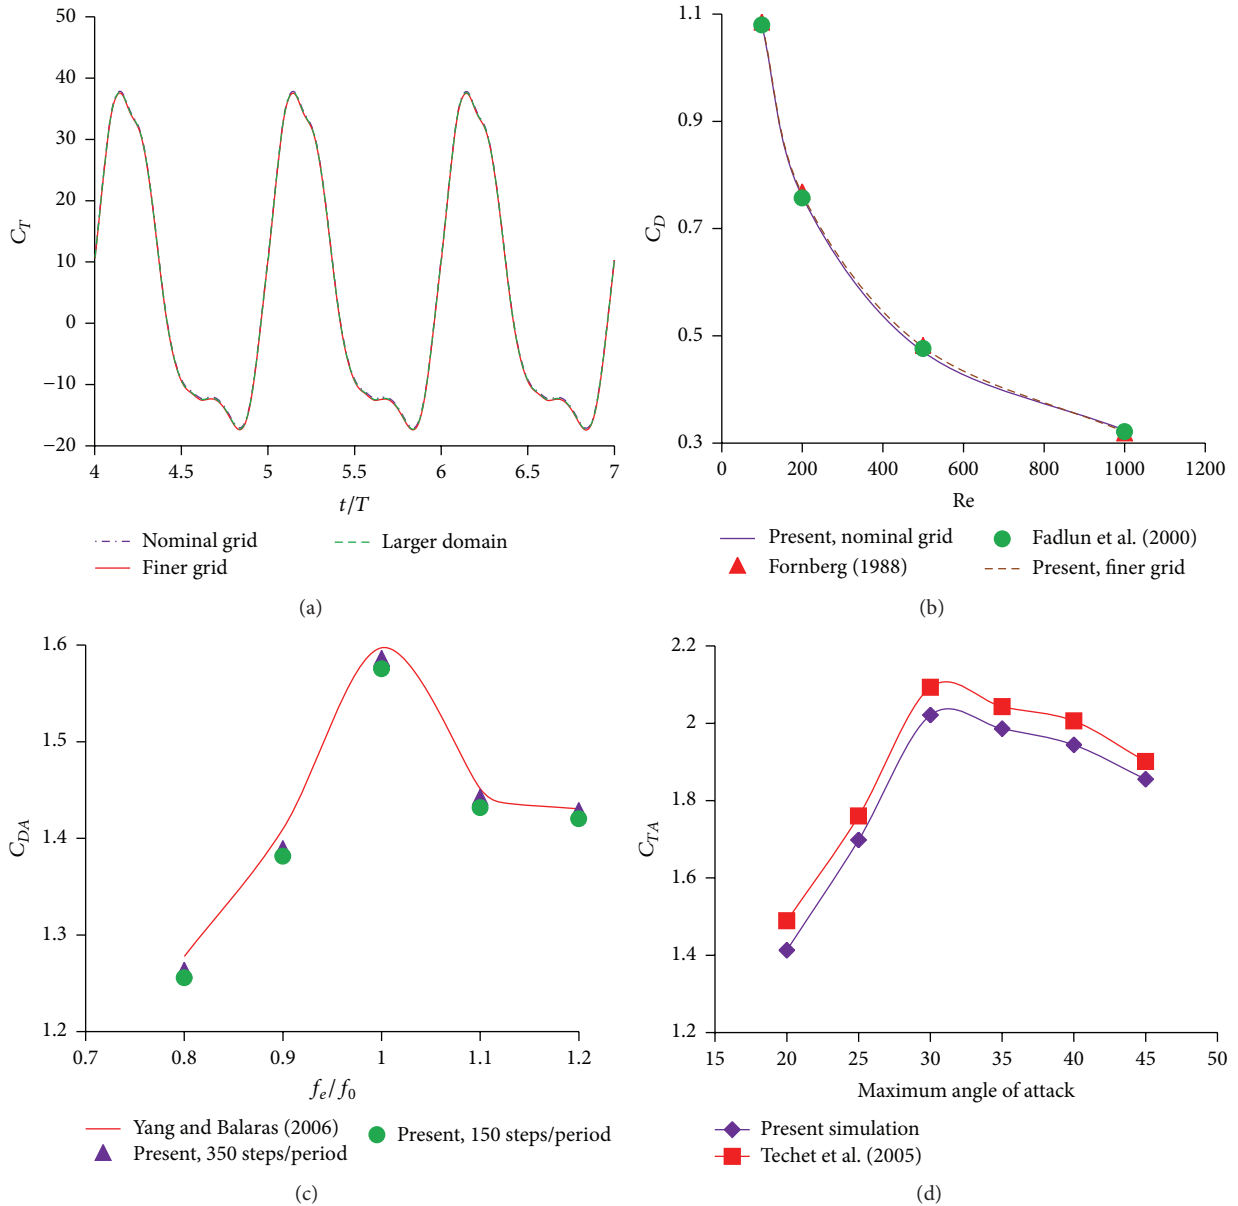 50
40
30
20
10
0
−10
−20
C_T
4
4.5
5
5.5
6
6.5
7
t/T
Nominal grid
Larger domain
Finer grid
(a)
1.1
0.9
0.7
0.5
0.3
C_D
0
200
400
600
800
1000
1200
Re
Present, nominal grid
Fadlun et al. (2000)
Fornberg (1988)
Present, finer grid
(b)
1.6
1.5
1.4
1.3
1.2
C_DA
0.7
0.8
0.9
1
1.1
1.2
f_e/f_0
Yang and Balaras (2006)
Present, 150 steps/period
Present, 350 steps/period
(c)
2.2
2
1.8
1.6
1.4
1.2
C_TA
15
20
25
30
35
40
45
50
Maximum angle of attack
Present simulation
Techet et al. (2005)
(d)